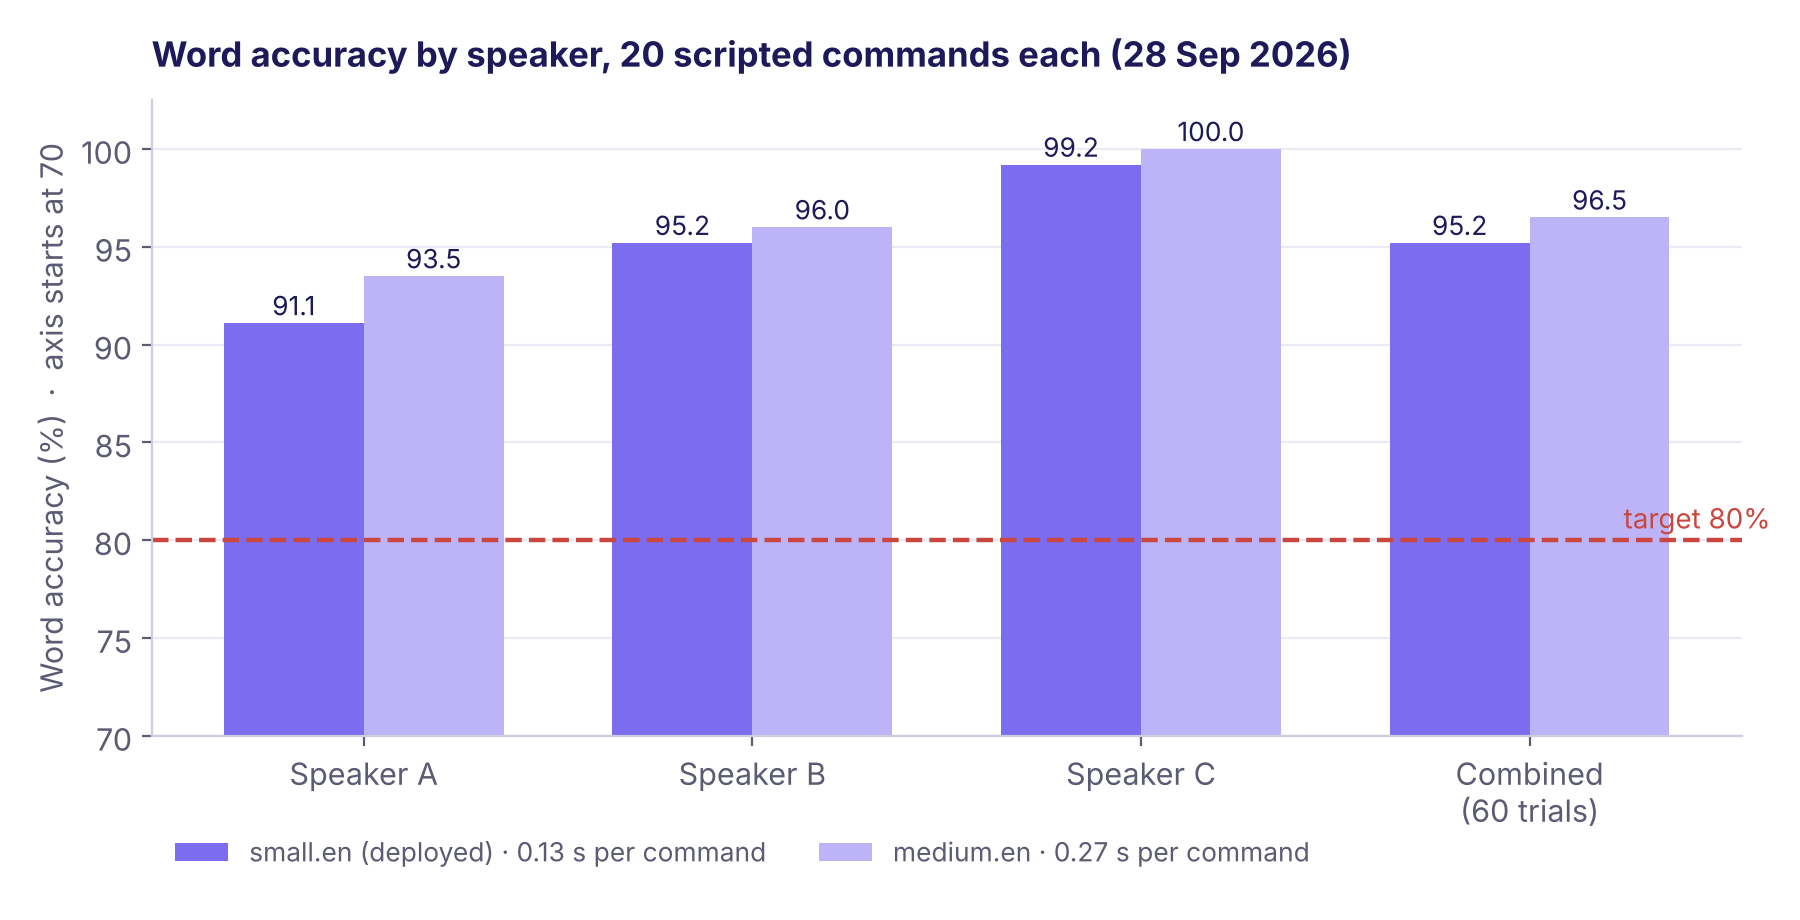 Word accuracy by speaker, 20 scripted commands each (28 Sep 2026)
Word accuracy (%) · axis starts at 70
100
95
90
85
80
75
70
91.1
93.5
95.2
96.0
99.2
100.0
95.2
96.5
target 80%
Speaker A
Speaker B
Speaker C
Combined
(60 trials)
small.en (deployed) · 0.13 s per command
medium.en · 0.27 s per command